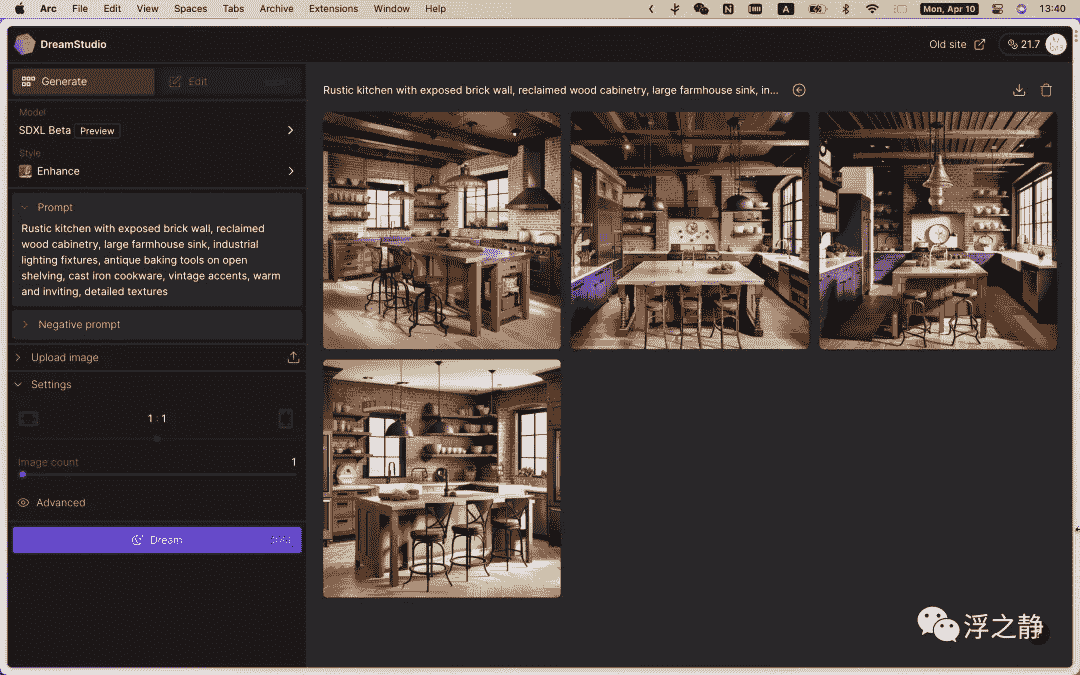 Arc File Edit View Spaces Tabs Archive Extensions Window Help
A
Mon, Apr 10
13:40
DreamStudio
Old site
21.7
Generate
Edit
Model
SDXL Beta Preview
Style
Enhance
Prompt
Rustic kitchen with exposed brick wall, reclaimed
wood cabinetry, large farmhouse sink, industrial
lighting fixtures, antique baking tools on open
shelving, cast iron cookware, vintage accents, warm
and inviting, detailed textures
Negative prompt
Upload image
Settings
1 : 1
Image count
1
Advanced
Dream
Rustic kitchen with exposed brick wall, reclaimed wood cabinetry, large farmhouse sink, in...
浮之静